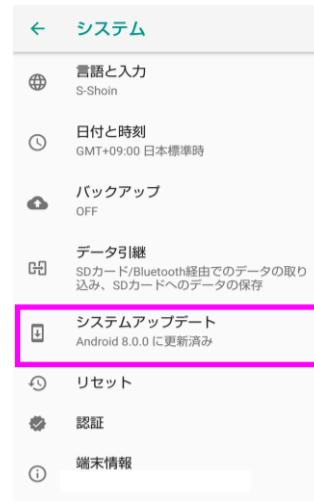 システム
言語と入力
S-Shoin
日付と時刻
GMT+09:00 日本標準時
バックアップ
OFF
データ引継
SDカード/Bluetooth経由でのデータの取り
込み、SDカードへのデータの保存
システムアップデート
Android 8.0.0 に更新済み
リセット
認証
端末情報